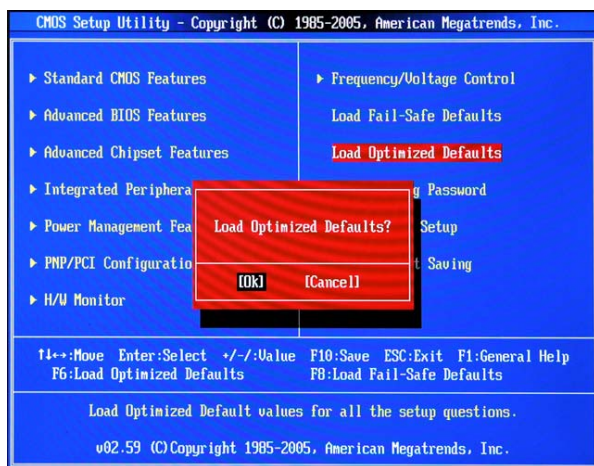 CMOS Setup Utility - Copyright (C) 1985-2005, American Megatrends, Inc.
▶ Standard CMOS Features
▶ Advanced BIOS Features
▶ Advanced Chipset Features
▶ Integrated Periphera
▶ Power Management Fea
▶ PNP/PCI Configuratio
▶ H/W Monitor
▶ Frequency/Voltage Control
Load Fail-Safe Defaults
Load Optimized Defaults
g Password
Setup
t Saving
Load Optimized Defaults?
[Ok] [Cancel]
↑↓←→:Move Enter:Select +/-/:Value F10:Save ESC:Exit F1:General Help
F6:Load Optimized Defaults F8:Load Fail-Safe Defaults
Load Optimized Default values for all the setup questions.
v02.59 (C)Copyright 1985-2005, American Megatrends, Inc.